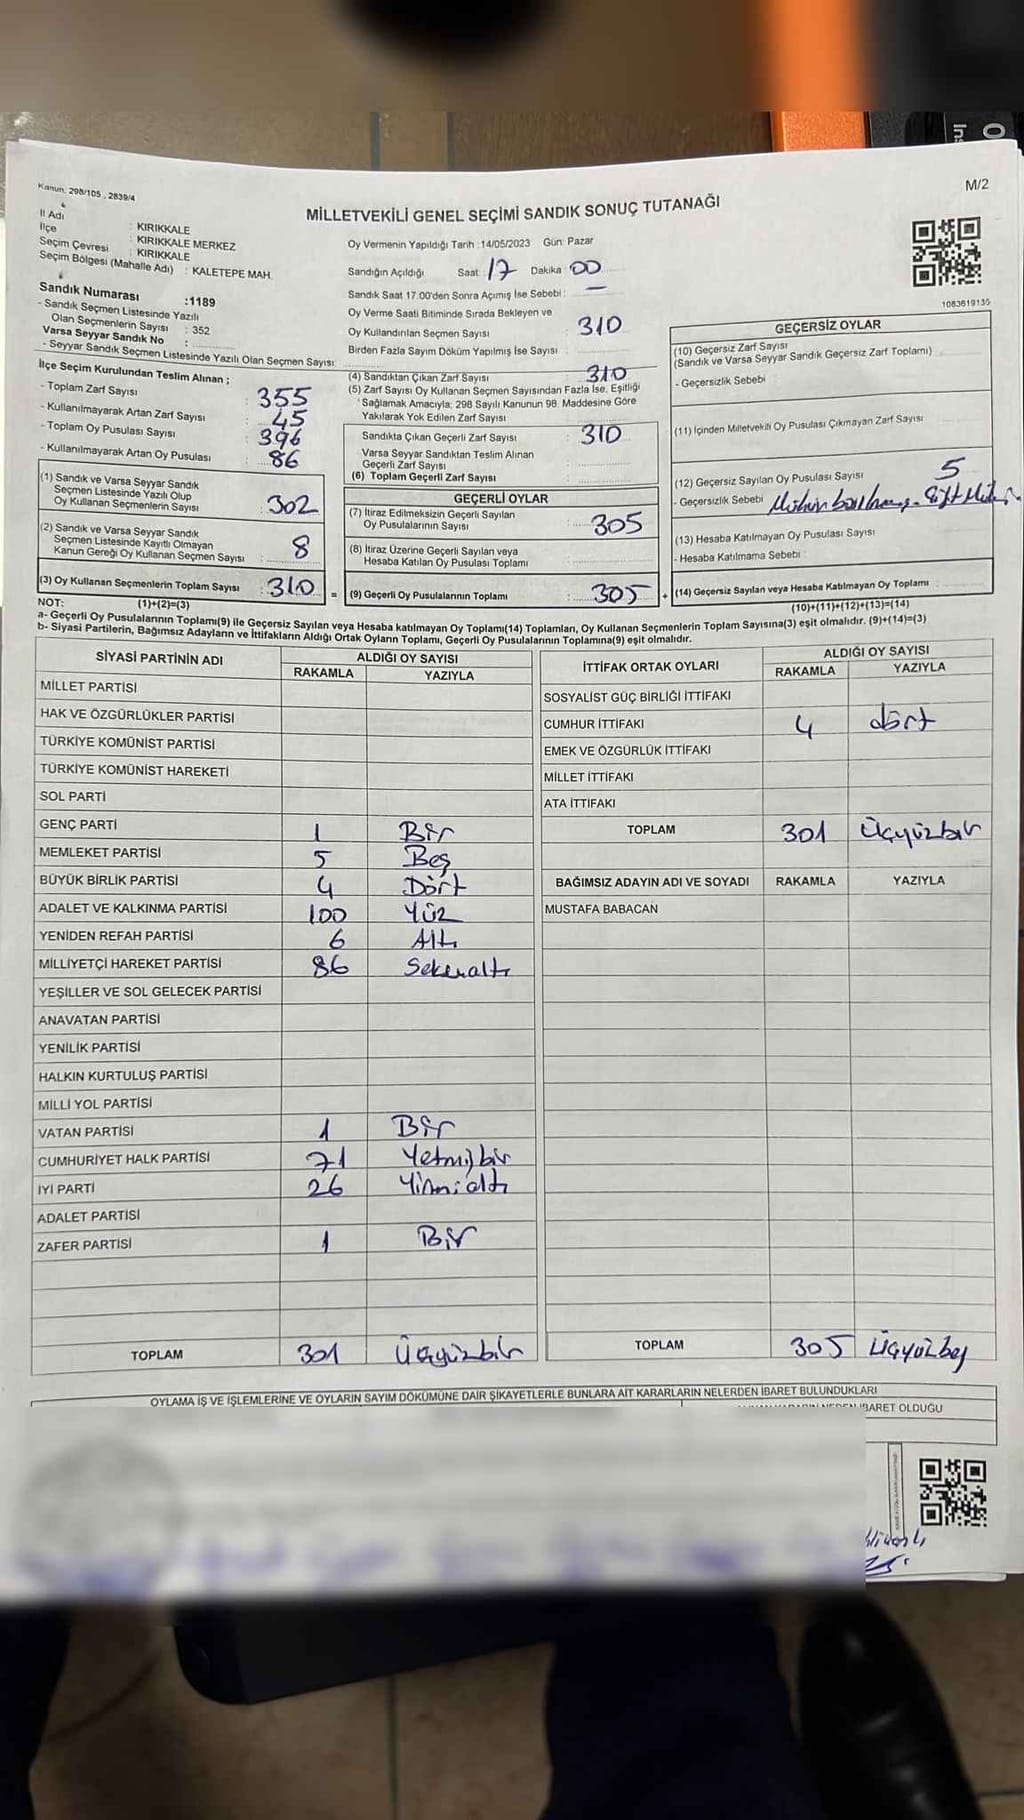 Kanun: 298/105 , 2839/4
M/2
MİLLETVEKİLİ GENEL SEÇİMİ SANDIK SONUÇ TUTANAĞI
İl Adı : KIRIKKALE
İlçe : KIRIKKALE MERKEZ
Seçim Çevresi : KIRIKKALE
Seçim Bölgesi (Mahalle Adı) : KALETEPE MAH.
Sandık Numarası :1189
- Sandık Seçmen Listesinde Yazılı
Olan Seçmenlerin Sayısı : 352
Varsa Seyyar Sandık No :
- Seyyar Sandık Seçmen Listesinde Yazılı Olan Seçmen Sayısı:
İlçe Seçim Kurulundan Teslim Alınan ;
- Toplam Zarf Sayısı : 355
- Kullanılmayarak Artan Zarf Sayısı : 45
- Toplam Oy Pusulası Sayısı : 396
- Kullanılmayarak Artan Oy Pusulası : 86
(1) Sandık ve Varsa Seyyar Sandık
Seçmen Listesinde Yazılı Olup
Oy Kullanan Seçmenlerin Sayısı : 302
(2) Sandık ve Varsa Seyyar Sandık
Seçmen Listesinde Kayıtlı Olmayan
Kanun Gereği Oy Kullanan Seçmen Sayısı : 8
(3) Oy Kullanan Seçmenlerin Toplam Sayısı : 310
Oy Vermenin Yapıldığı Tarih :14/05/2023 Gün: Pazar
Sandığın Açıldığı Saat: 17 Dakika: 00
Sandık Saat 17:00'den Sonra Açımış İse Sebebi : —
Oy Verme Saati Bitiminde Sırada Bekleyen ve
Oy Kullandırılan Seçmen Sayısı : 310
Birden Fazla Sayım Döküm Yapılmış İse Sayısı :
(4) Sandıktan Çıkan Zarf Sayısı : 310
(5) Zarf Sayısı Oy Kullanan Seçmen Sayısından Fazla İse, Eşitliği
Sağlamak Amacıyla, 298 Sayılı Kanunun 98. Maddesine Göre
Yakılarak Yok Edilen Zarf Sayısı :
Sandıkta Çıkan Geçerli Zarf Sayısı : 310
Varsa Seyyar Sandıktan Teslim Alınan
Geçerli Zarf Sayısı :
(6) Toplam Geçerli Zarf Sayısı :
GEÇERLİ OYLAR
(7) İtiraz Edilmeksizin Geçerli Sayılan
Oy Pusulalarının Sayısı : 305
(8) İtiraz Üzerine Geçerli Sayılan veya
Hesaba Katılan Oy Pusulası Toplamı :
= (9) Geçerli Oy Pusulalarının Toplamı : 305 +
1083619135
GEÇERSİZ OYLAR
(10) Geçersiz Zarf Sayısı
(Sandık ve Varsa Seyyar Sandık Geçersiz Zarf Toplamı) :
- Geçersizlik Sebebi
(11) İçinden Milletvekili Oy Pusulası Çıkmayan Zarf Sayısı
(12) Geçersiz Sayılan Oy Pusulası Sayısı 5
- Geçersizlik Sebebi
(13) Hesaba Katılmayan Oy Pusulası Sayısı :
- Hesaba Katılmama Sebebi :
(14) Geçersiz Sayılan veya Hesaba Katılmayan Oy Toplamı :
NOT: (1)+(2)=(3)
(10)+(11)+(12)+(13)=(14)
a- Geçerli Oy Pusulalarının Toplamı(9) ile Geçersiz Sayılan veya Hesaba katılmayan Oy Toplamı(14) Toplamları, Oy Kullanan Seçmenlerin Toplam Sayısına(3) eşit olmalıdır. (9)+(14)=(3)
b- Siyasi Partilerin, Bağımsız Adayların ve İttifakların Aldığı Ortak Oyların Toplamı, Geçerli Oy Pusulalarının Toplamına(9) eşit olmalıdır.
SİYASİ PARTİNİN ADI ALDIĞI OY SAYISI
RAKAMLA YAZIYLA
MİLLET PARTİSİ
HAK VE ÖZGÜRLÜKLER PARTİSİ
TÜRKİYE KOMÜNİST PARTİSİ
TÜRKİYE KOMÜNİST HAREKETİ
SOL PARTİ
GENÇ PARTİ 1 Bir
MEMLEKET PARTİSİ 5 Beş
BÜYÜK BİRLİK PARTİSİ 4 Dört
ADALET VE KALKINMA PARTİSİ 100 Yüz
YENİDEN REFAH PARTİSİ 6 Altı
MİLLİYETÇİ HAREKET PARTİSİ 86 Seksenaltı
YEŞİLLER VE SOL GELECEK PARTİSİ
ANAVATAN PARTİSİ
YENİLİK PARTİSİ
HALKIN KURTULUŞ PARTİSİ
MİLLİ YOL PARTİSİ
VATAN PARTİSİ 1 Bir
CUMHURİYET HALK PARTİSİ 71 Yetmişbir
İYİ PARTİ 26 Yirmialtı
ADALET PARTİSİ
ZAFER PARTİSİ 1 Bir
TOPLAM 301 Üçyüzbir
İTTİFAK ORTAK OYLARI ALDIĞI OY SAYISI
RAKAMLA YAZIYLA
SOSYALİST GÜÇ BİRLİĞİ İTTİFAKI
CUMHUR İTTİFAKI 4 dört
EMEK VE ÖZGÜRLÜK İTTİFAKI
MİLLET İTTİFAKI
ATA İTTİFAKI
TOPLAM 301 Üçyüzbir
BAĞIMSIZ ADAYIN ADI VE SOYADI RAKAMLA YAZIYLA
MUSTAFA BABACAN
TOPLAM 305 Üçyüzbeş
OYLAMA İŞ VE İŞLEMLERİNE VE OYLARIN SAYIM DÖKÜMÜNE DAİR ŞİKAYETLERLE BUNLARA AİT KARARLARIN NELERDEN İBARET BULUNDUKLARI
İBARET OLDUĞU